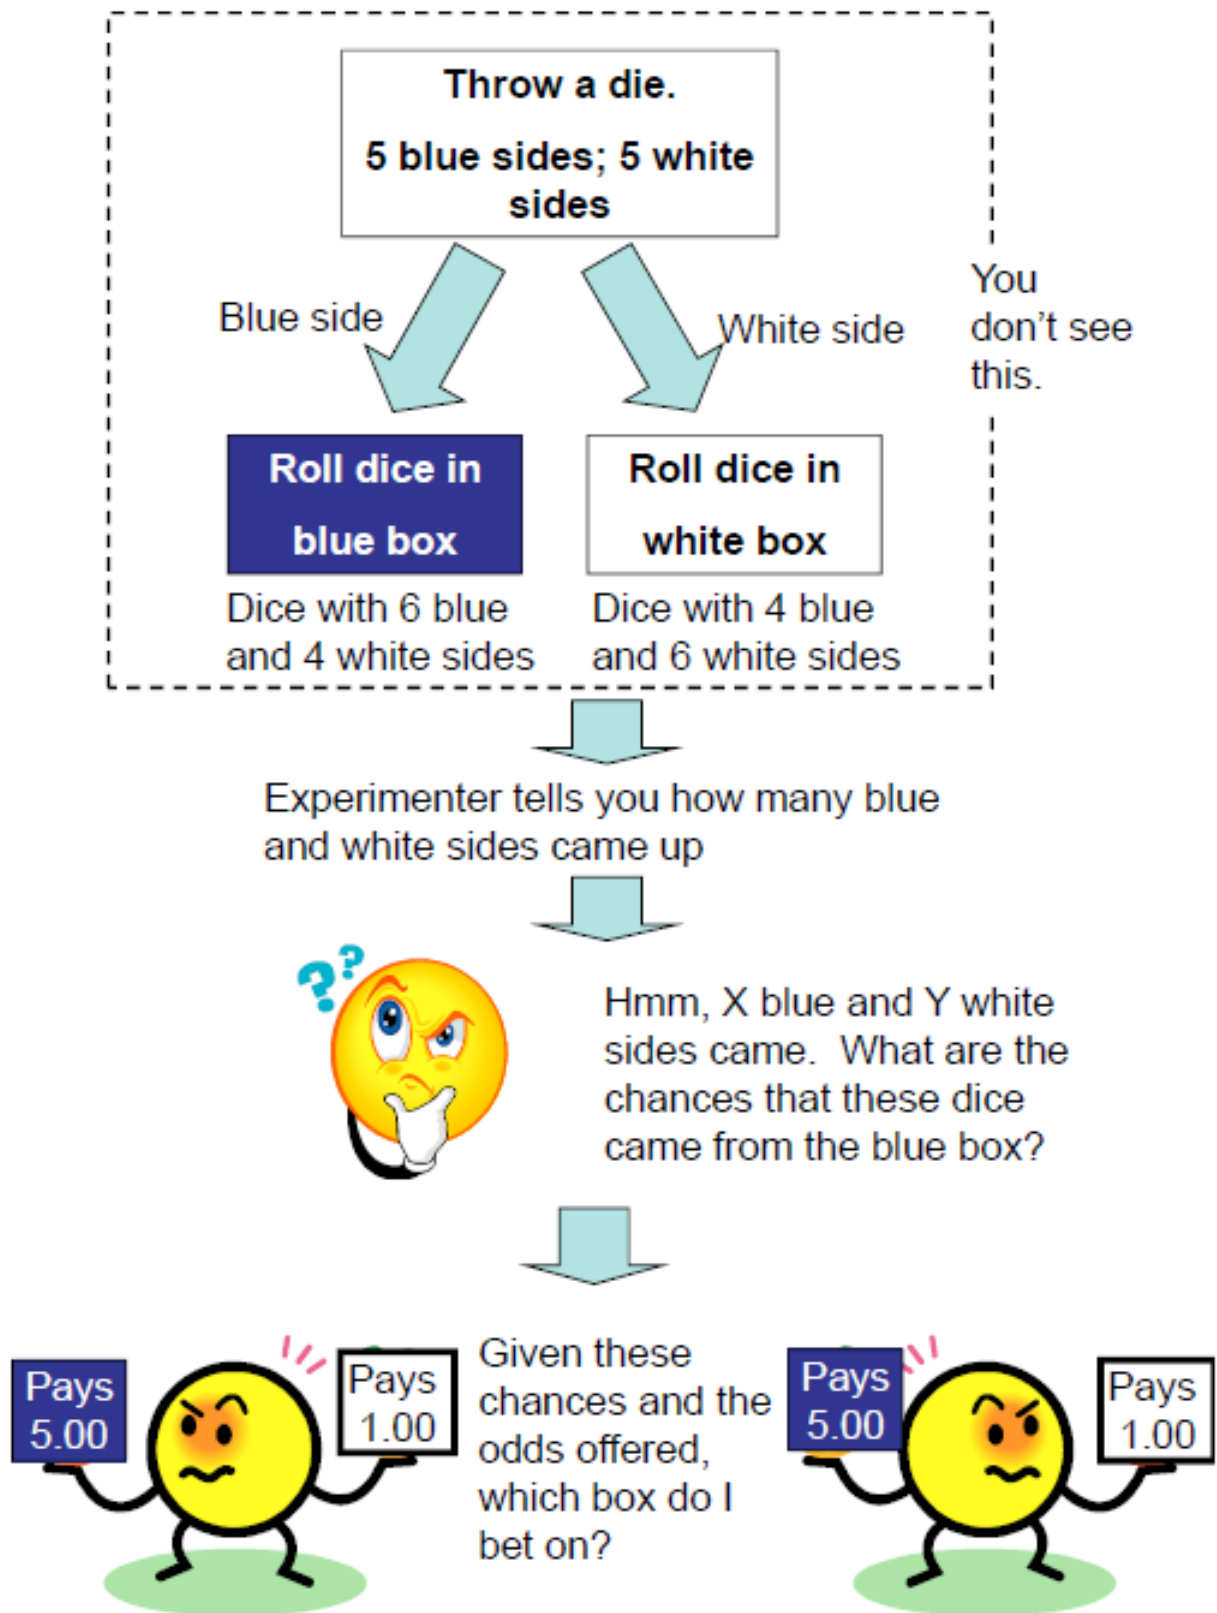 Throw a die.
5 blue sides; 5 white
sides
Blue side
White side
You
don't see
this.
Roll dice in
blue box
Roll dice in
white box
Dice with 6 blue
and 4 white sides
Dice with 4 blue
and 6 white sides
Experimenter tells you how many blue
and white sides came up
??
Hmm, X blue and Y white
sides came.  What are the
chances that these dice
came from the blue box?
Pays
5.00
Pays
1.00
Given these
chances and the
odds offered,
which box do I
bet on?
Pays
5.00
Pays
1.00